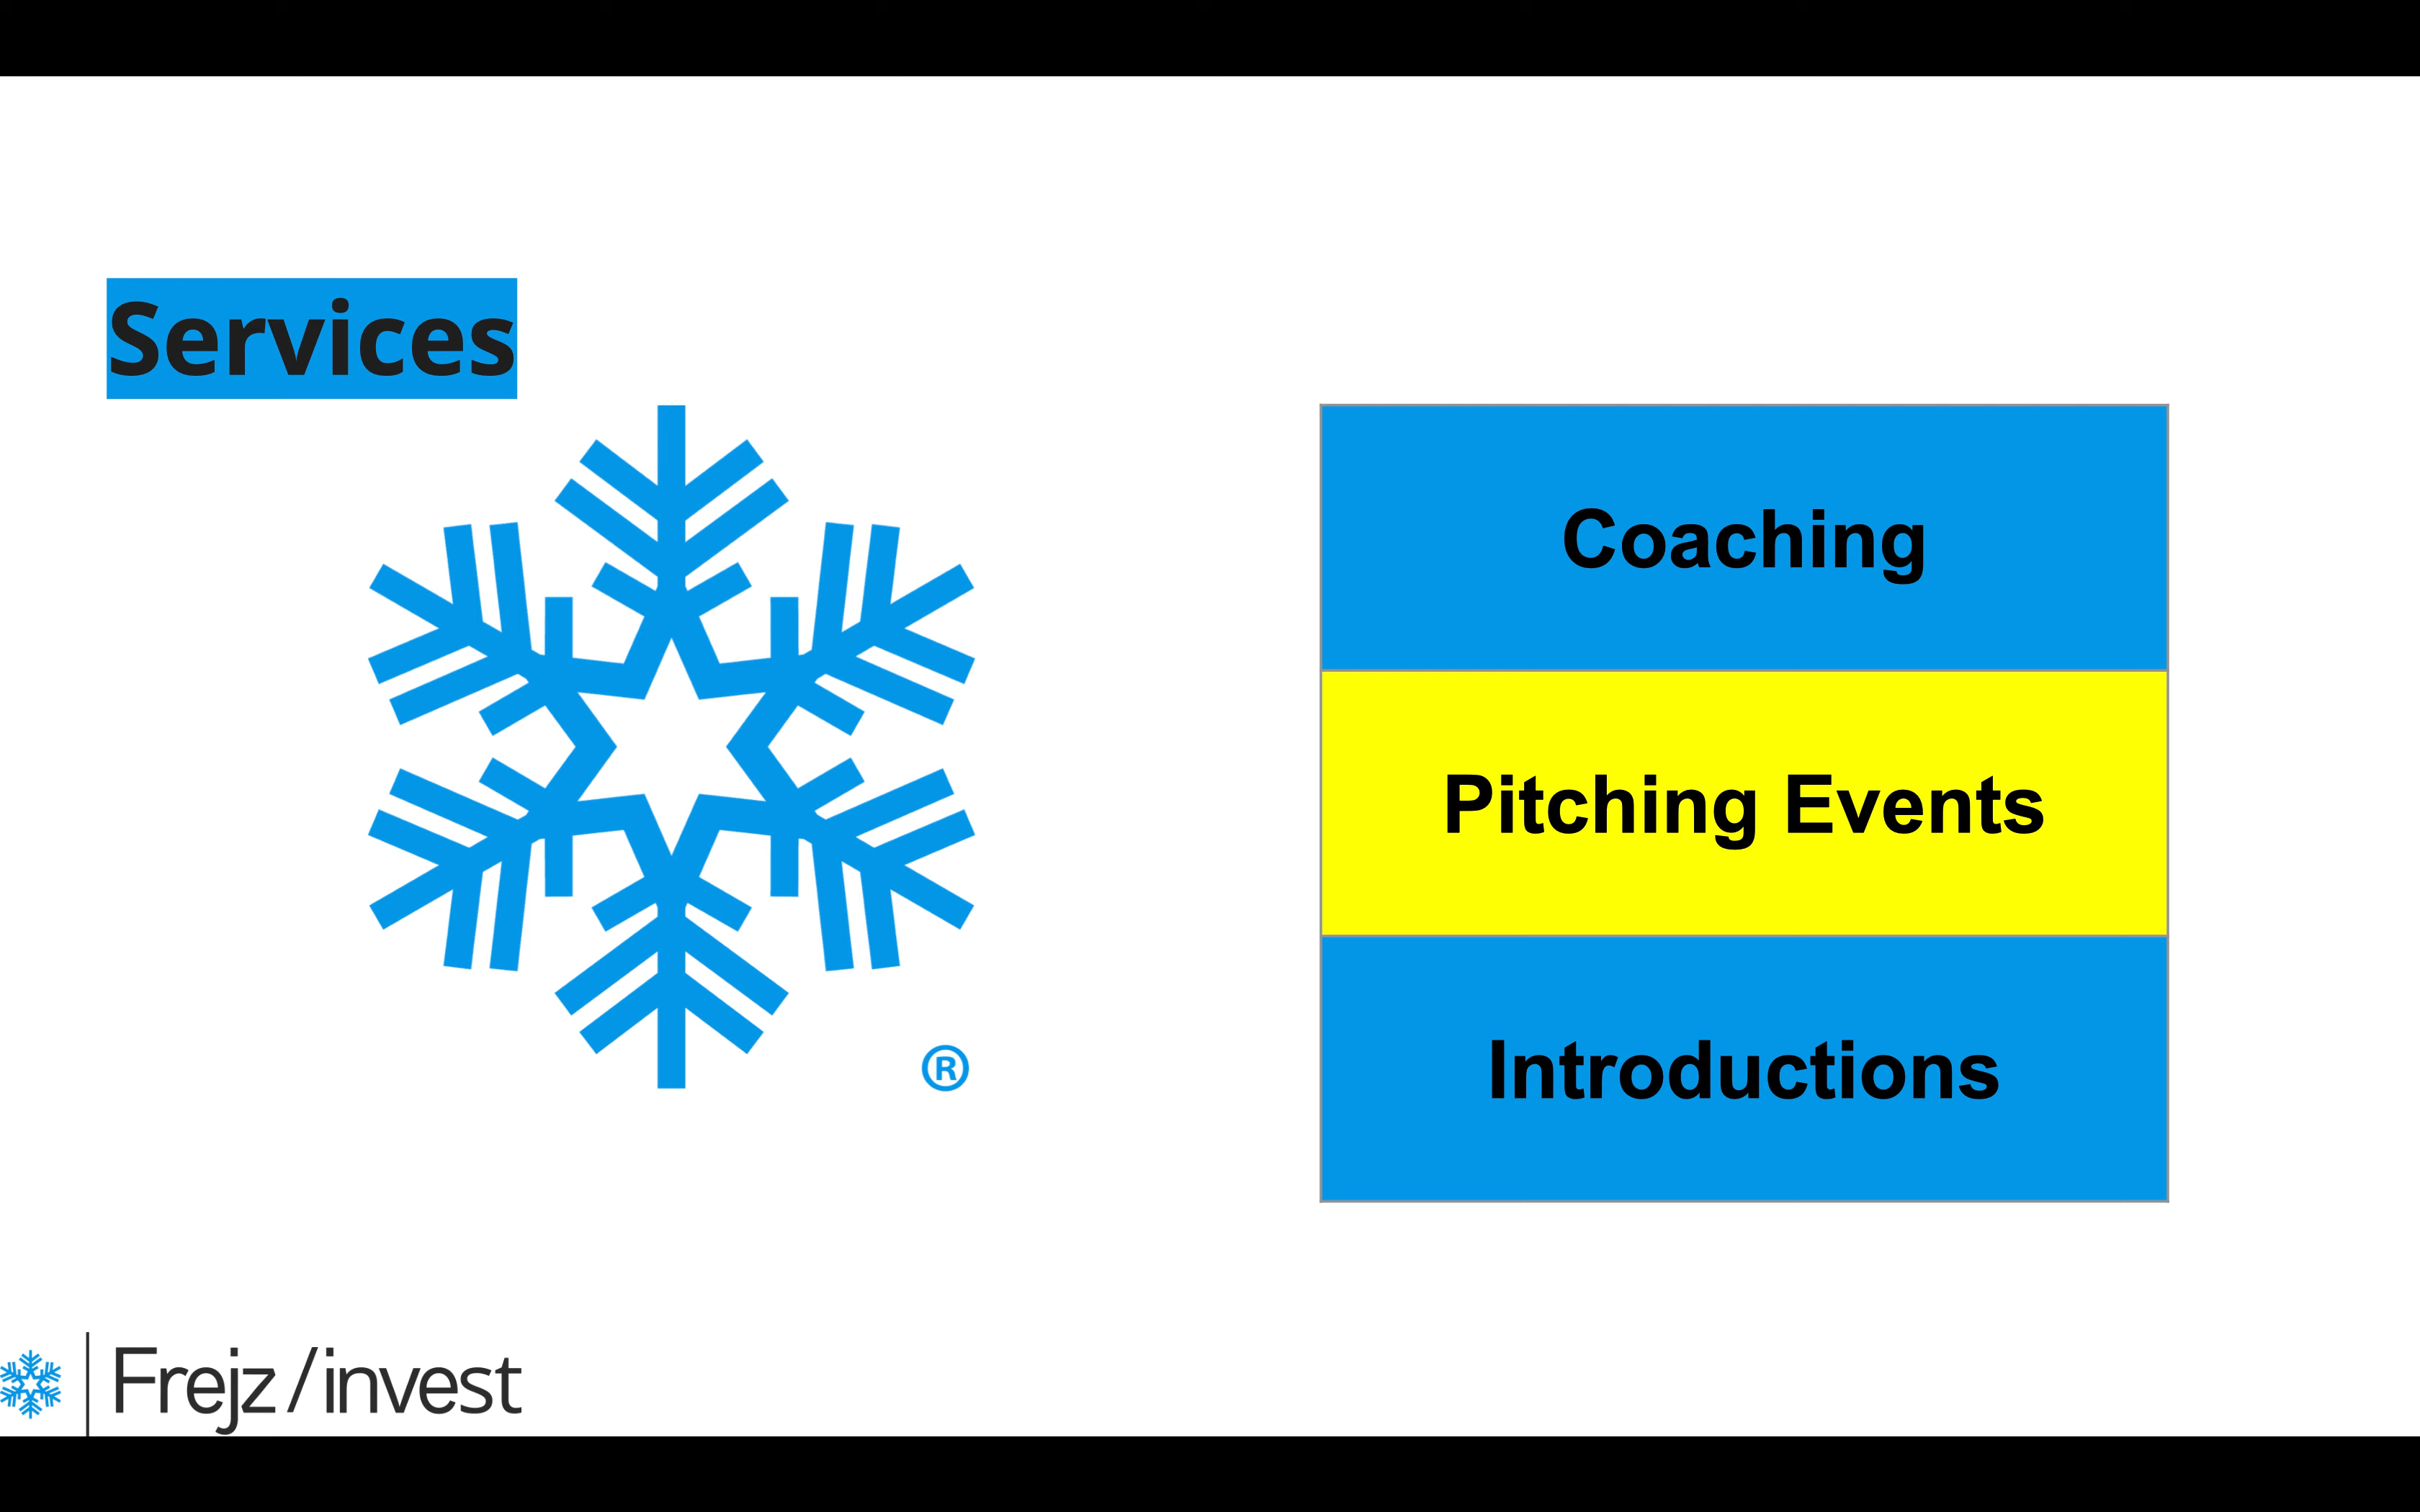 Services
Coaching
Pitching Events
Introductions
®
Frejz/invest